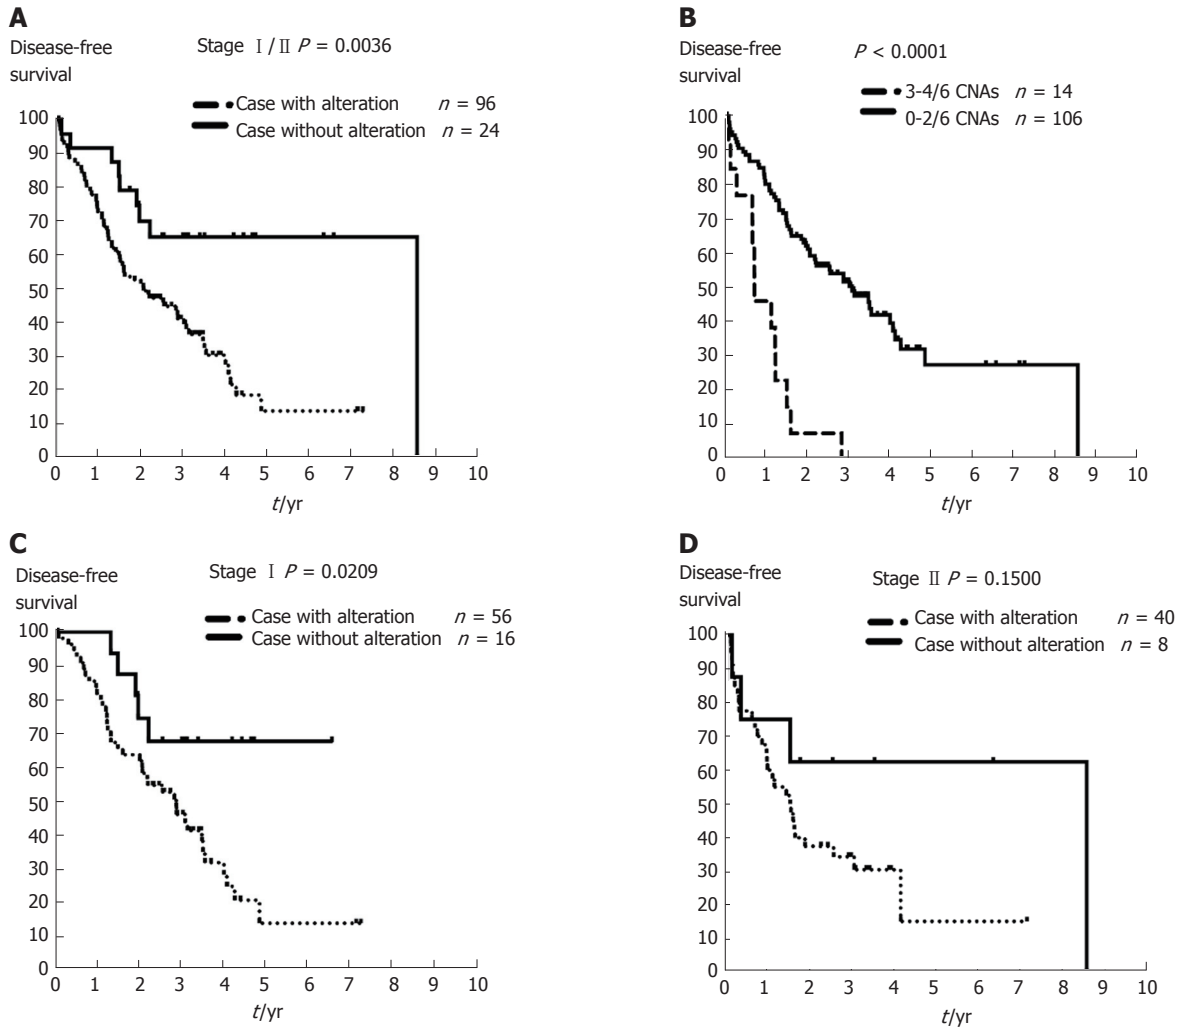 A
Disease-free
survival
Stage Ⅰ/Ⅱ P = 0.0036
Case with alteration n = 96
Case without alteration n = 24
100
90
80
70
60
50
40
30
20
10
0
0 1 2 3 4 5 6 7 8 9 10
t/yr
B
Disease-free
survival
P < 0.0001
3-4/6 CNAs n = 14
0-2/6 CNAs n = 106
100
90
80
70
60
50
40
30
20
10
0
0 1 2 3 4 5 6 7 8 9 10
t/yr
C
Disease-free
survival
Stage Ⅰ P = 0.0209
Case with alteration n = 56
Case without alteration n = 16
100
90
80
70
60
50
40
30
20
10
0
0 1 2 3 4 5 6 7 8 9 10
t/yr
D
Disease-free
survival
Stage Ⅱ P = 0.1500
Case with alteration n = 40
Case without alteration n = 8
100
90
80
70
60
50
40
30
20
10
0
0 1 2 3 4 5 6 7 8 9 10
t/yr